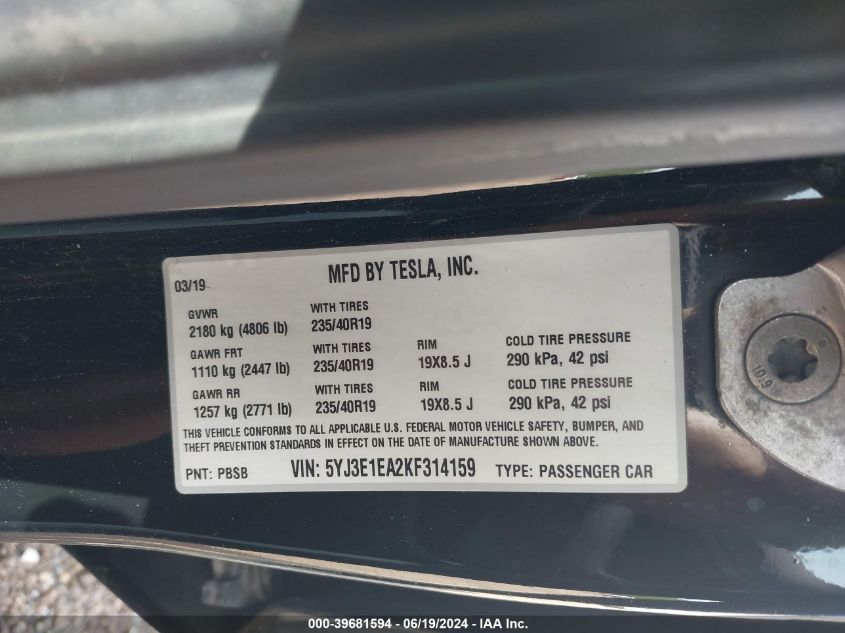 03/19 MFD BY TESLA, INC.
GVWR WITH TIRES
2180 kg (4806 lb) 235/40R19
GAWR FRT WITH TIRES RIM COLD TIRE PRESSURE
1110 kg (2447 lb) 235/40R19 19X8.5 J 290 kPa, 42 psi
GAWR RR WITH TIRES RIM COLD TIRE PRESSURE
1257 kg (2771 lb) 235/40R19 19X8.5 J 290 kPa, 42 psi
THIS VEHICLE CONFORMS TO ALL APPLICABLE U.S. FEDERAL MOTOR VEHICLE SAFETY, BUMPER, AND
THEFT PREVENTION STANDARDS IN EFFECT ON THE DATE OF MANUFACTURE SHOWN ABOVE.
PNT: PBSB VIN: 5YJ3E1EA2KF314159 TYPE: PASSENGER CAR
10.9
000-39681594 - 06/19/2024 - IAA Inc.